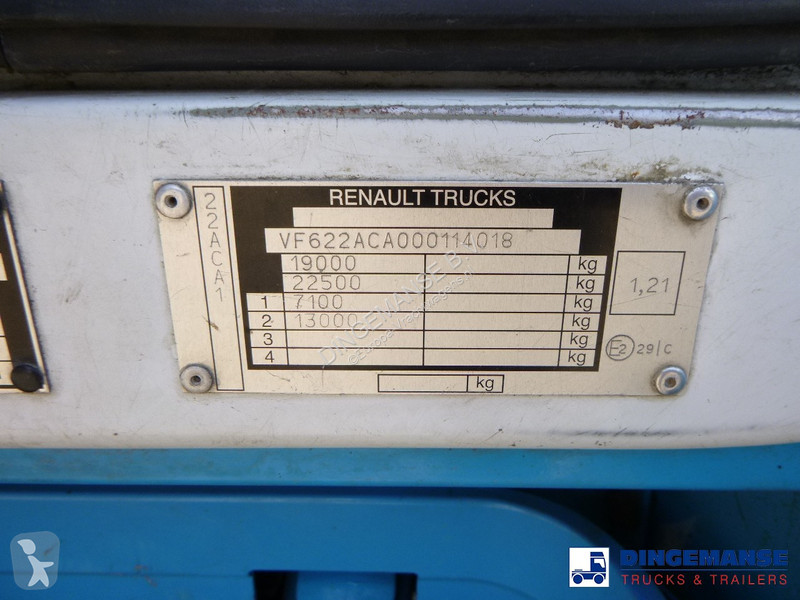 RENAULT TRUCKS
22ACA1
VF622ACA000114018
19000 kg
22500 kg
1 7100 kg
2 13000 kg
3 kg
4 kg
kg
1,21
E2 29/C
DINGEMANSE B.V.
DINGEMANSE
TRUCKS & TRAILERS